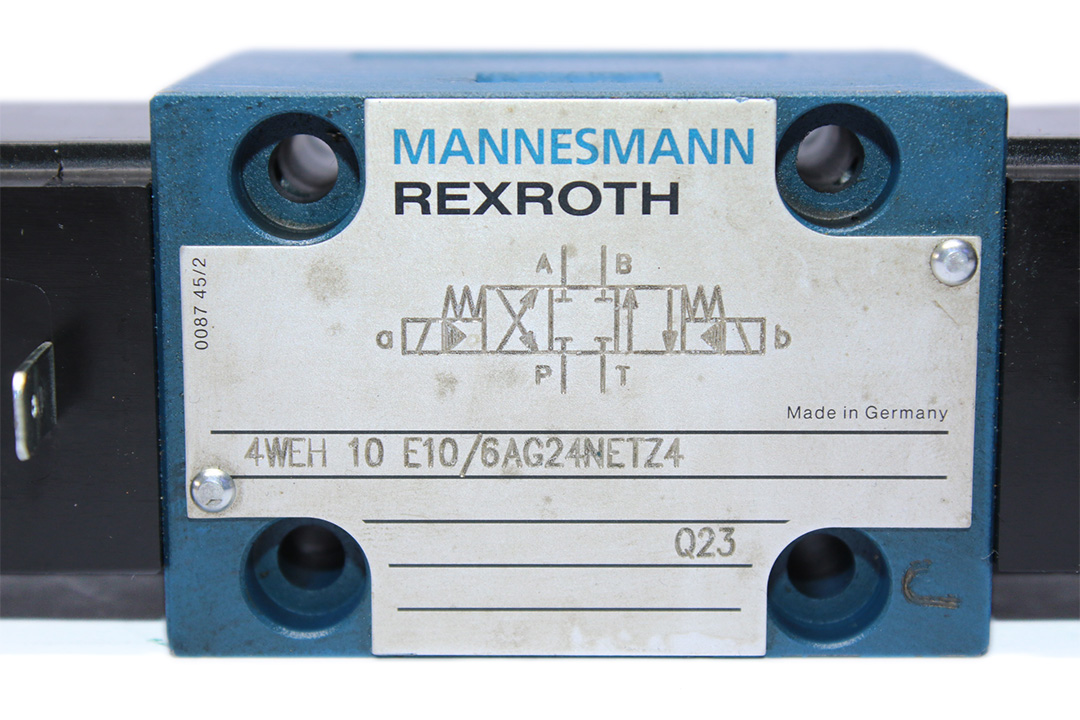 MANNESMANN
REXROTH
0087 45/2
A B
a b
P T
Made in Germany
4WEH 10 E10/6AG24NETZ4
Q23